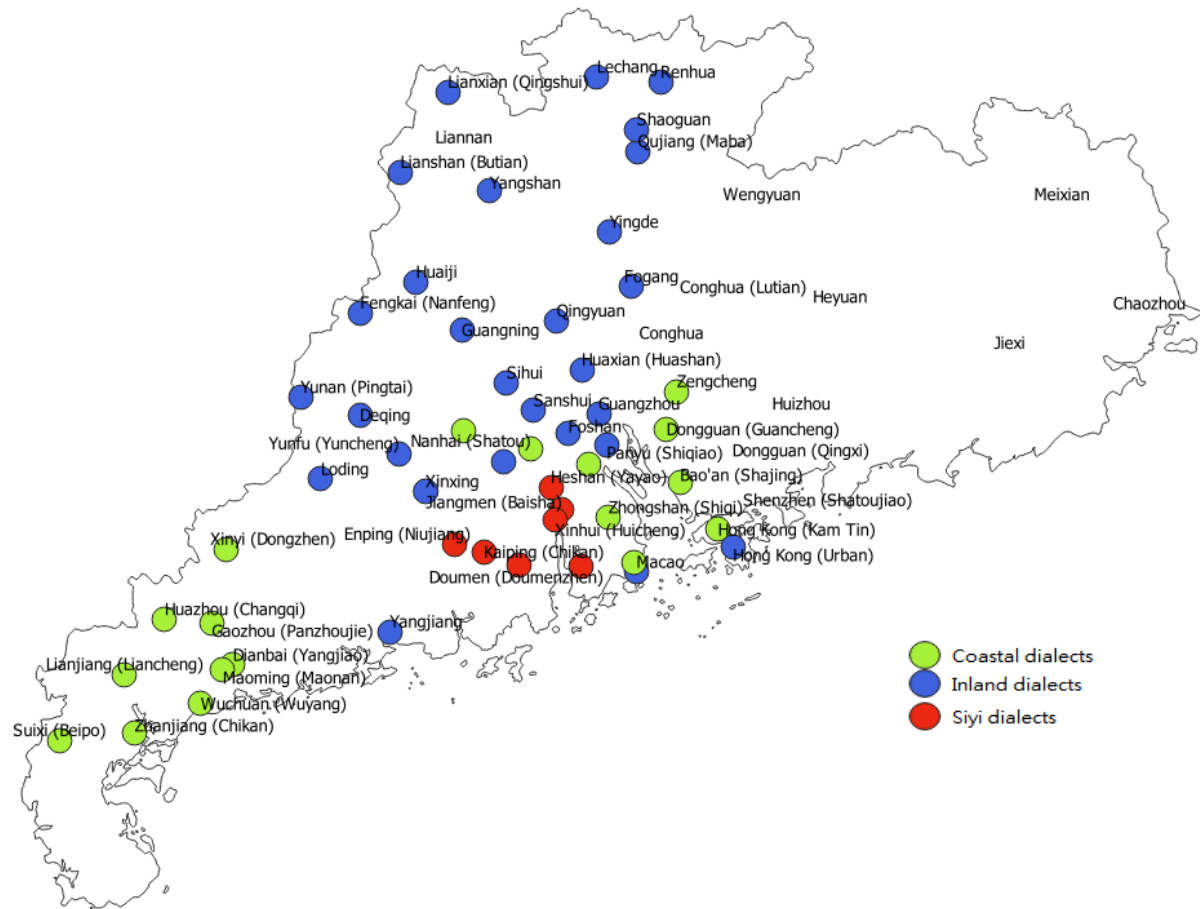 Lechang
Renhua
Lianxian (Qingshui)
Shaoguan
Liannan
Qujiang (Maba)
Lianshan (Butian)
Yangshan
Wengyuan
Meixian
Yingde
Huaiji
Fogang
Conghua (Lutian)
Heyuan
Fengkai (Nanfeng)
Chaozhou
Qingyuan
Guangning
Conghua
Jiexi
Huaxian (Huashan)
Sihui
Zengcheng
Yunan (Pingtai)
Sanshui
Guangzhou
Huizhou
Deqing
Foshan
Dongguan (Guancheng)
Yunfu (Yuncheng)
Nanhai (Shatou)
Panyu (Shiqiao)
Dongguan (Qingxi)
Loding
Xinxing
Heshan (Yayao)
Bao'an (Shajing)
Jiangmen (Baisha)
Zhongshan (Shiqi)
Shenzhen (Shatoujiao)
Xinyi (Dongzhen)
Enping (Niujiang)
Xinhui (Huicheng)
Hong Kong (Kam Tin)
Kaiping (Chikan)
Hong Kong (Urban)
Doumen (Doumenzhen)
Macao
Huazhou (Changqi)
Gaozhou (Panzhoujie)
Yangjiang
Dianbai (Yangjiao)
Lianjiang (Liancheng)
Maoming (Maonan)
Wuchuan (Wuyang)
Suixi (Beipo)
Zhanjiang (Chikan)
Coastal dialects
Inland dialects
Siyi dialects